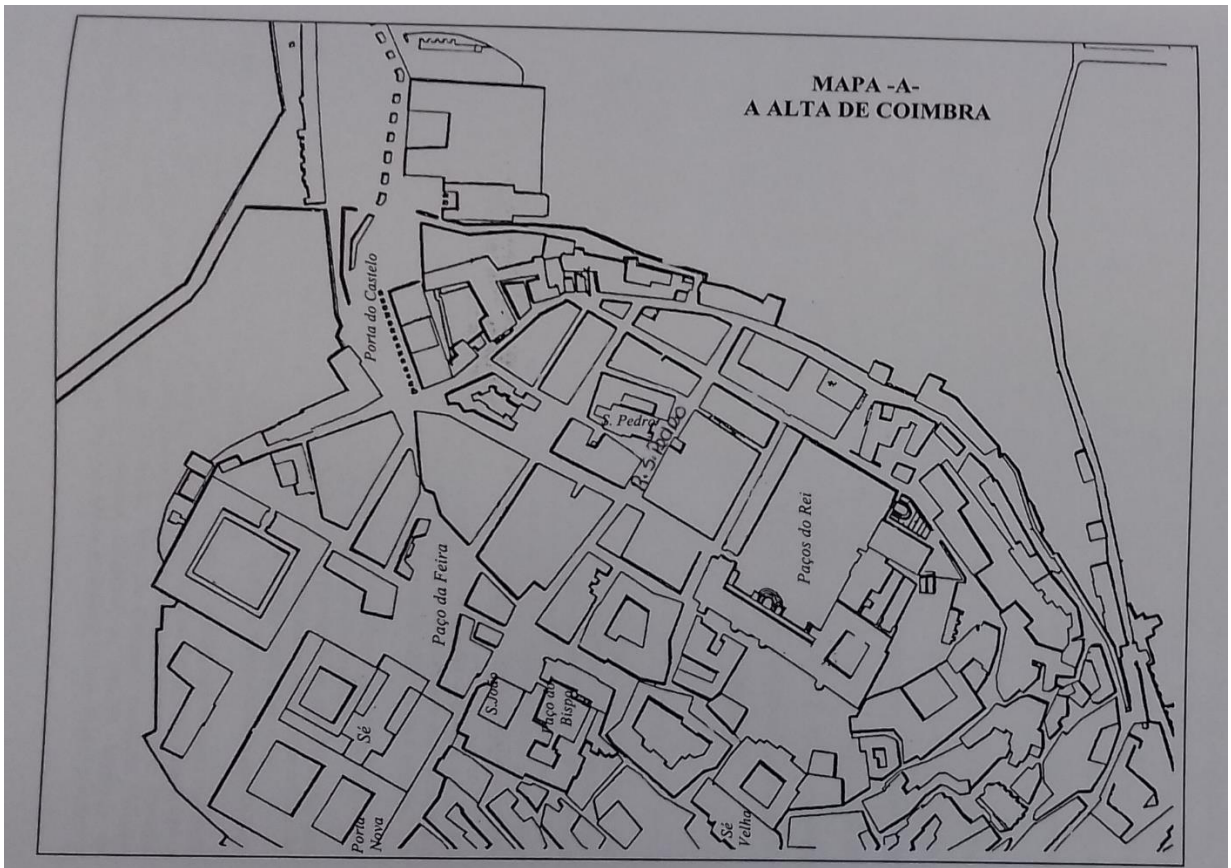 MAPA -A-
A ALTA DE COIMBRA
Porta do Castelo
S. Pedro
Paços do Rei
Paço da Feira
S. João
Paço do
Bispo
Sé
Sé
Velha
Porta
Nova